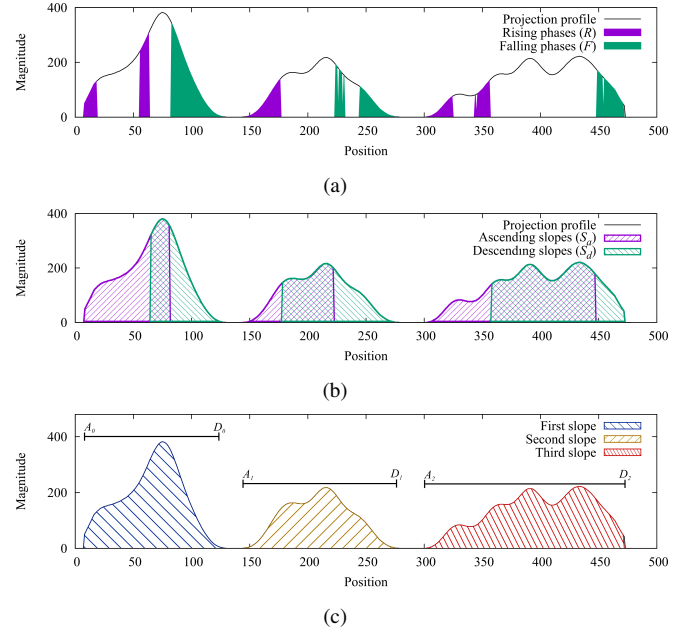 400
200
0
Magnitude
Projection profile
Rising phases (R)
Falling phases (F)
0 50 100 150 200 250 300 350 400 450 500
Position
(a)
400
200
0
Magnitude
Projection profile
Ascending slopes (Sₐ)
Descending slopes (S_d)
0 50 100 150 200 250 300 350 400 450 500
Position
(b)
400
200
0
Magnitude
A₀ D₀
A₁ D₁
A₂ D₂
First slope
Second slope
Third slope
0 50 100 150 200 250 300 350 400 450 500
Position
(c)